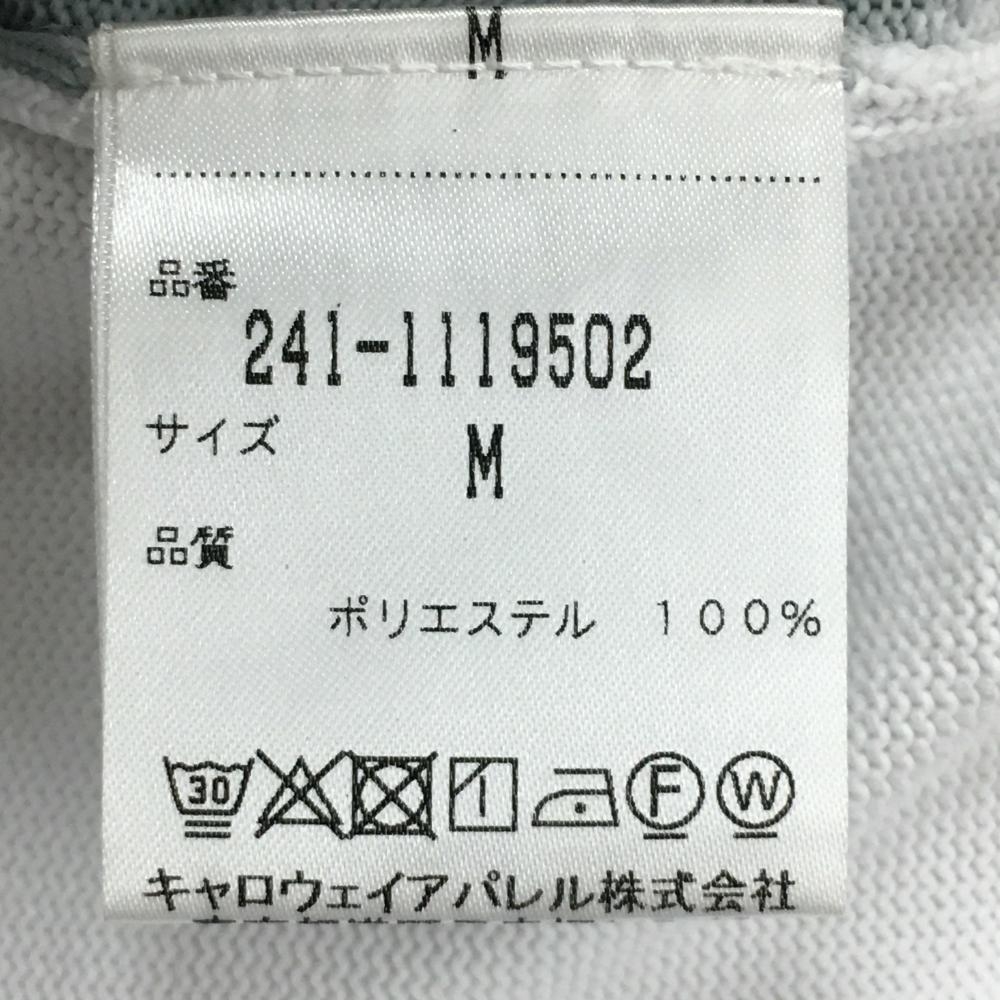 M
品番
241-1119502
サイズ
M
品質
ポリエステル 100%
30
F W
キャロウェイアパレル株式会社